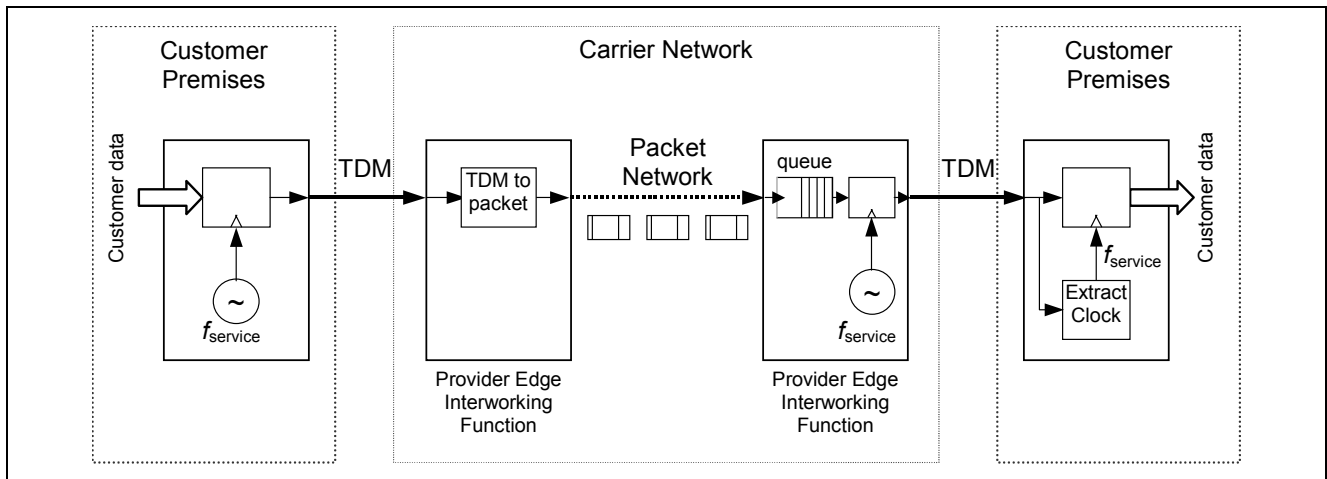 Customer
Premises
Customer data
TDM
f service
~
Carrier Network
TDM to
packet
Packet
Network
queue
~
f service
Provider Edge
Interworking
Function
Provider Edge
Interworking
Function
TDM
Customer
Premises
f service
Extract
Clock
Customer data